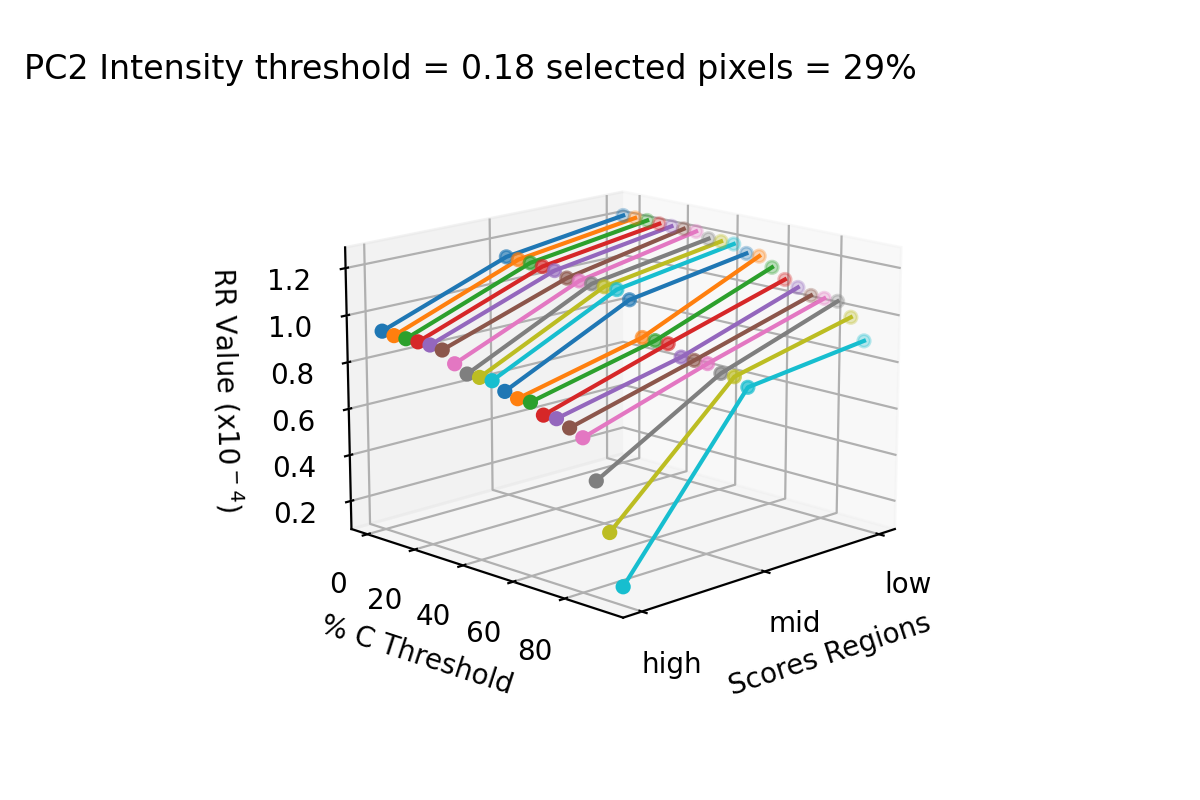 PC2 Intensity threshold = 0.18 selected pixels = 29%
RR Value (x10⁻⁴)
1.2
1.0
0.8
0.6
0.4
0.2
0
20
40
60
80
% C Threshold
high
mid
low
Scores Regions